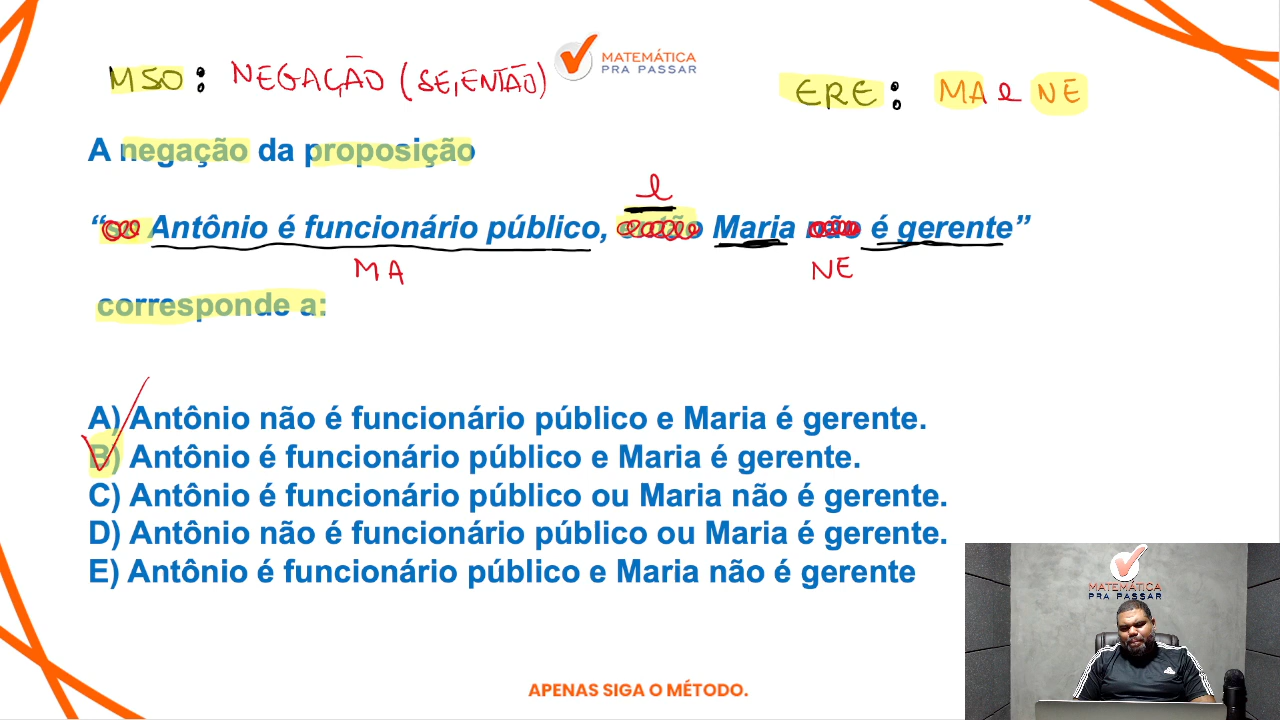 MSO: NEGAÇÃO (SE,ENTÃO)
MATEMÁTICA
PRA PASSAR
ERE: MA e NE
A negação da proposição
e
“se Antônio é funcionário público, então Maria não é gerente”
MA
NE
corresponde a:
A) Antônio não é funcionário público e Maria é gerente.
B) Antônio é funcionário público e Maria é gerente.
C) Antônio é funcionário público ou Maria não é gerente.
D) Antônio não é funcionário público ou Maria é gerente.
E) Antônio é funcionário público e Maria não é gerente
MATEMÁTICA
PRA PASSAR
APENAS SIGA O MÉTODO.